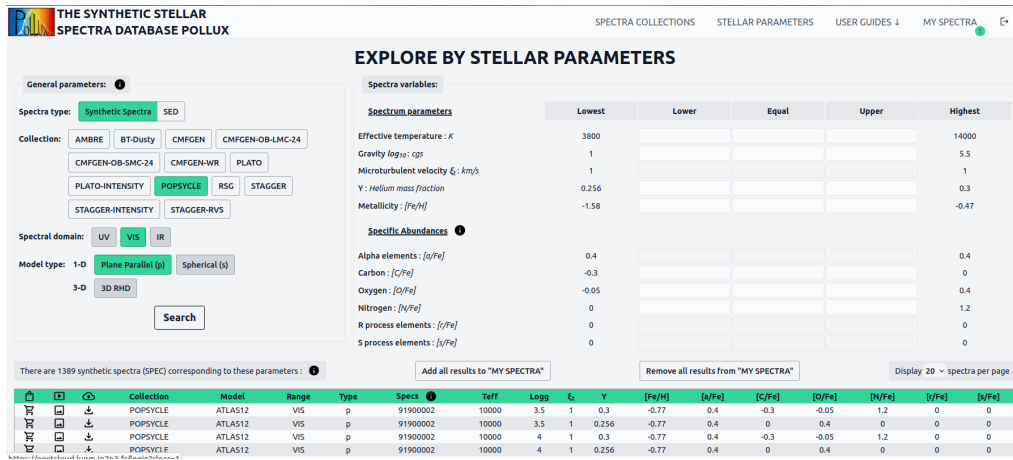 Pollux
THE SYNTHETIC STELLAR
SPECTRA DATABASE POLLUX
SPECTRA COLLECTIONS STELLAR PARAMETERS USER GUIDES ↓ MY SPECTRA
EXPLORE BY STELLAR PARAMETERS
General parameters: i
Spectra type: Synthetic Spectra SED
Collection: AMBRE BT-Dusty CMFGEN CMFGEN-OB-LMC-24
CMFGEN-OB-SMC-24 CMFGEN-WR PLATO
PLATO-INTENSITY POPSYCLE RSG STAGGER
STAGGER-INTENSITY STAGGER-RVS
Spectral domain: UV VIS IR
Model type: 1-D Plane Parallel (p) Spherical (s)
3-D 3D RHD
Search
Spectra variables:
Spectrum parameters Lowest Lower Equal Upper Highest
Effective temperature : K 3800 14000
Gravity log10 : cgs 1 5.5
Microturbulent velocity ξt : km/s 1 1
Y : Helium mass fraction 0.256 0.3
Metallicity : [Fe/H] -1.58 -0.47
Specific Abundances i
Alpha elements : [α/Fe] 0.4 0.4
Carbon : [C/Fe] -0.3 0
Oxygen : [O/Fe] -0.05 0.4
Nitrogen : [N/Fe] 0 1.2
R process elements : [r/Fe] 0 0
S process elements : [s/Fe] 0 0
There are 1389 synthetic spectra (SPEC) corresponding to these parameters : i
Add all results to "MY SPECTRA" Remove all results from "MY SPECTRA" Display 20 spectra per page
Collection Model Range Type Specs i Teff Logg ξt Y [Fe/H] [α/Fe] [C/Fe] [O/Fe] [N/Fe] [r/Fe] [s/Fe]
POPSYCLE ATLAS12 VIS p 91900002 10000 3.5 1 0.3 -0.77 0.4 -0.3 -0.05 1.2 0 0
POPSYCLE ATLAS12 VIS p 91900002 10000 3.5 1 0.256 -0.77 0.4 0 0.4 0 0 0
POPSYCLE ATLAS12 VIS p 91900002 10000 4 1 0.3 -0.77 0.4 -0.3 -0.05 1.2 0 0
POPSYCLE ATLAS12 VIS p 91900002 10000 4 1 0.256 -0.77 0.4 0 0.4 0 0 0